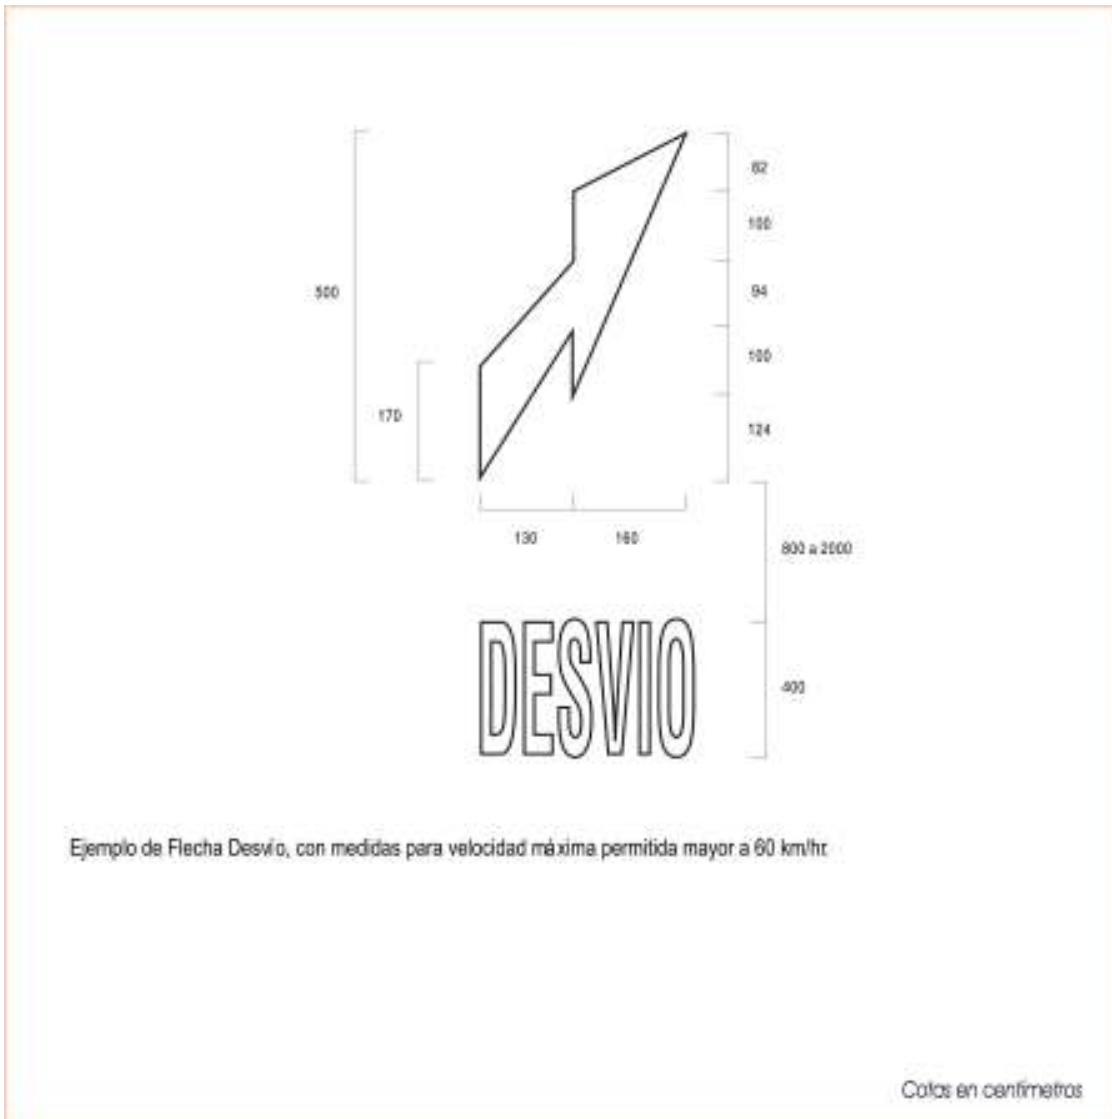 82
100
500
94
100
170
124
130
160
800 a 2000
DESVIO
400
Ejemplo de Flecha Desvío, con medidas para velocidad máxima permitida mayor a 60 km/hr.
Cotas en centímetros